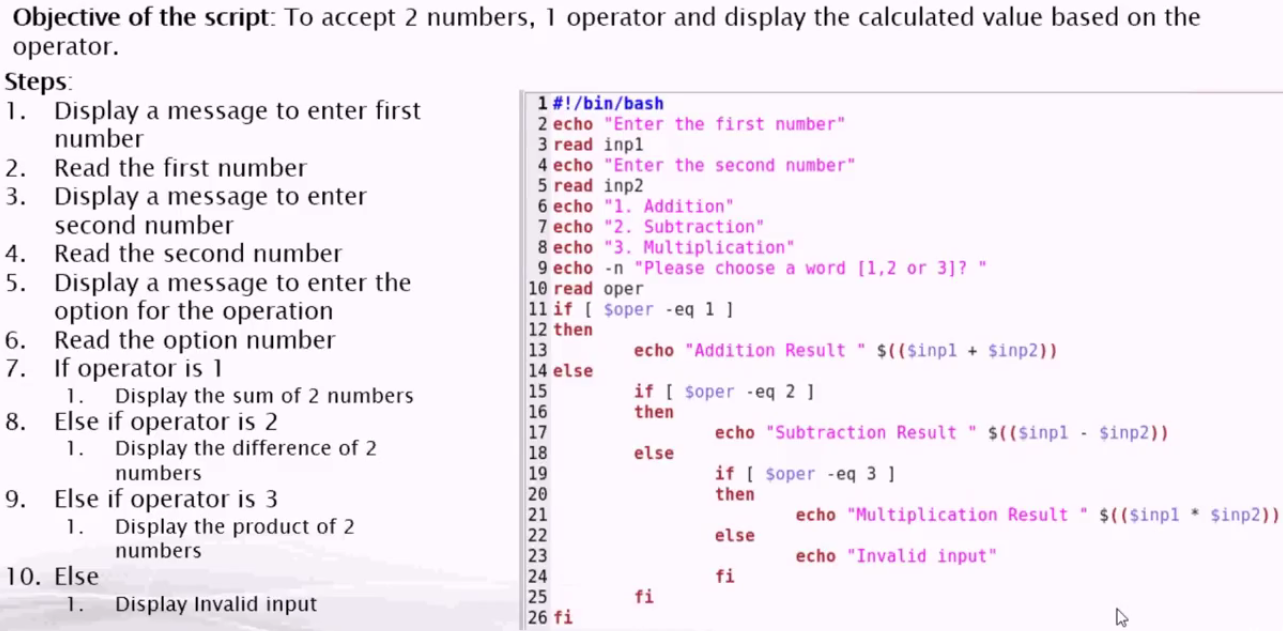 Objective of the script: To accept 2 numbers, 1 operator and display the calculated value based on the
operator.
Steps:
1. Display a message to enter first
number
2. Read the first number
3. Display a message to enter
second number
4. Read the second number
5. Display a message to enter the
option for the operation
6. Read the option number
7. If operator is 1
1. Display the sum of 2 numbers
8. Else if operator is 2
1. Display the difference of 2
numbers
9. Else if operator is 3
1. Display the product of 2
numbers
10. Else
1. Display Invalid input
1 #!/bin/bash
2 echo "Enter the first number"
3 read inp1
4 echo "Enter the second number"
5 read inp2
6 echo "1. Addition"
7 echo "2. Subtraction"
8 echo "3. Multiplication"
9 echo -n "Please choose a word [1,2 or 3]? "
10 read oper
11 if [ $oper -eq 1 ]
12 then
13 echo "Addition Result " $(($inp1 + $inp2))
14 else
15 if [ $oper -eq 2 ]
16 then
17 echo "Subtraction Result " $(($inp1 - $inp2))
18 else
19 if [ $oper -eq 3 ]
20 then
21 echo "Multiplication Result " $(($inp1 * $inp2))
22 else
23 echo "Invalid input"
24 fi
25 fi
26 fi